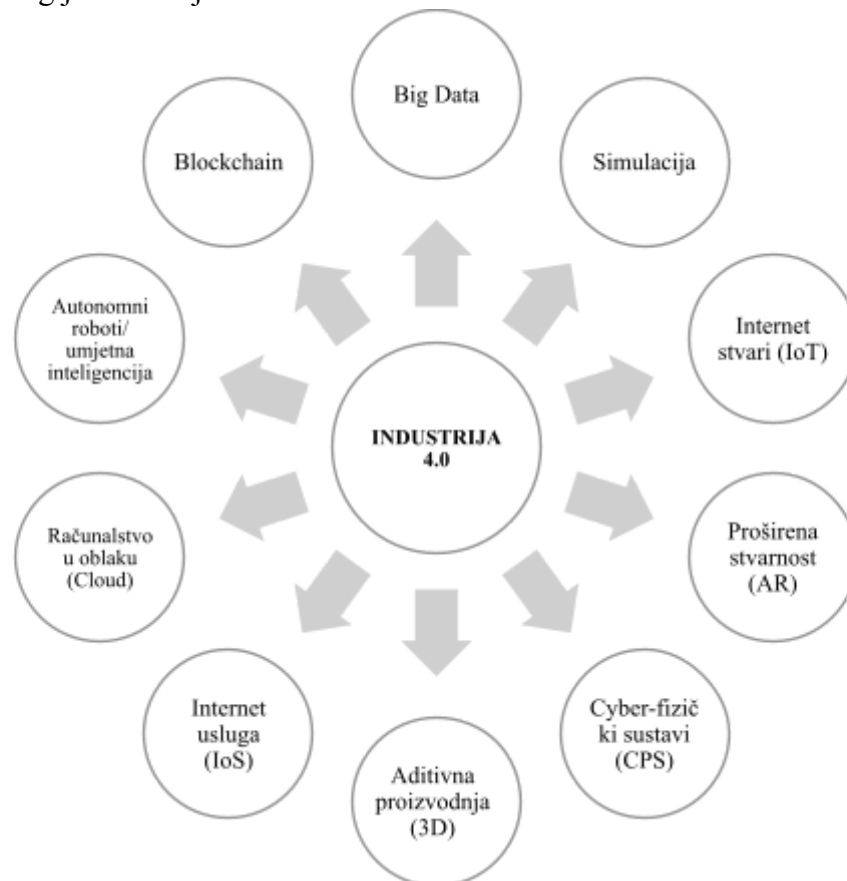 Big Data
Simulacija
Internet
stvari (IoT)
Proširena
stvarnost
(AR)
Cyber-fizič
ki sustavi
(CPS)
Aditivna
proizvodnja
(3D)
Internet
usluga
(IoS)
Računalstvo
u oblaku
(Cloud)
Autonomni
roboti/
umjetna
inteligencija
Blockchain
INDUSTRIJA
4.0